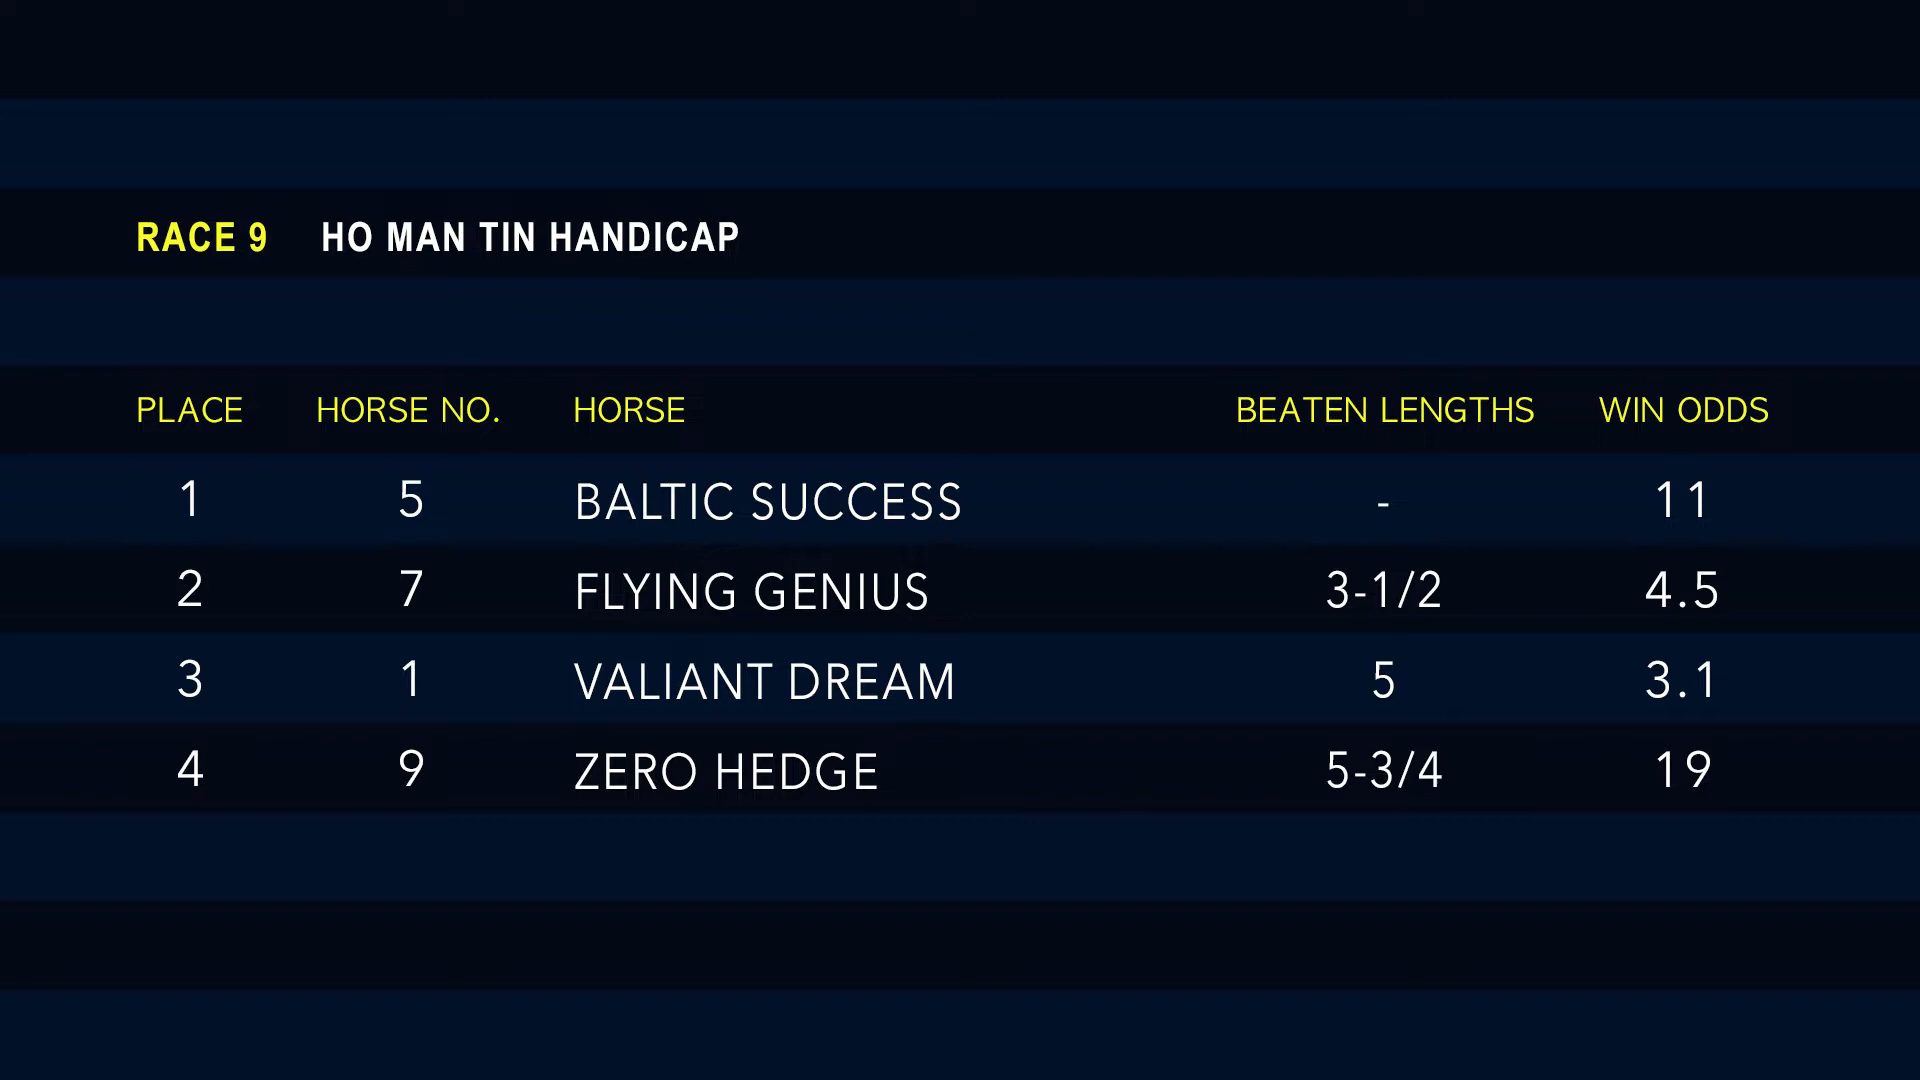 RACE 9 HO MAN TIN HANDICAP
PLACE HORSE NO. HORSE BEATEN LENGTHS WIN ODDS
1 5 BALTIC SUCCESS - 11
2 7 FLYING GENIUS 3-1/2 4.5
3 1 VALIANT DREAM 5 3.1
4 9 ZERO HEDGE 5-3/4 19